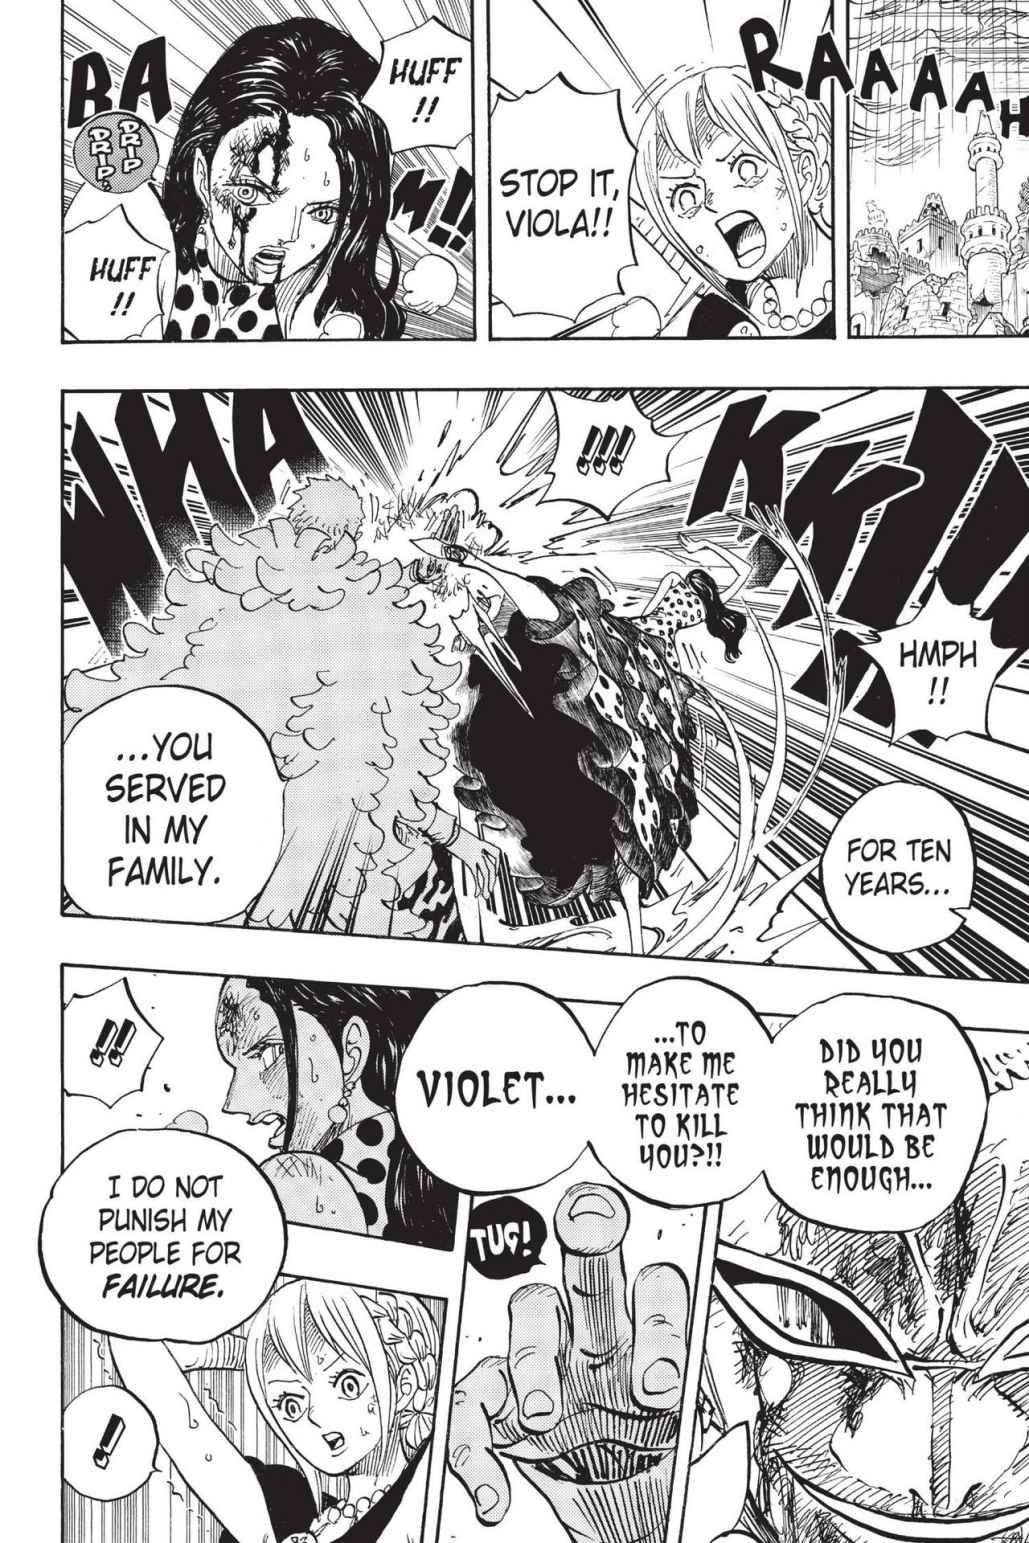 RAAAAH
STOP IT,
VIOLA!!
HUFF
!!
BA
M!!
DRIP
DRIP
HUFF
!!
!!!
KKIN
HMPH
!!
FOR TEN
YEARS...
WHA
...YOU
SERVED
IN MY
FAMILY.
DID YOU
REALLY
THINK THAT
WOULD BE
ENOUGH...
...TO
MAKE ME
HESITATE
TO KILL
YOU?!!
VIOLET...
TUG!
!!!
I DO NOT
PUNISH MY
PEOPLE FOR
FAILURE.
!!